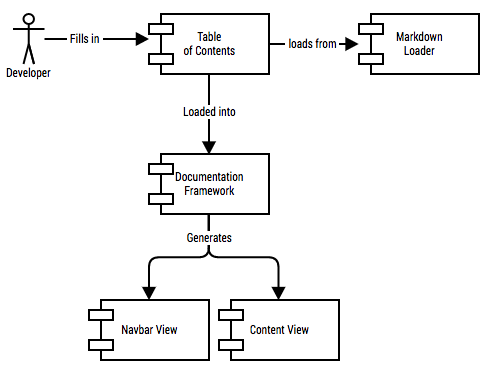 Fills in
Table
of Contents
loads from
Markdown
Loader
Developer
Loaded into
Documentation
Framework
Generates
Navbar View
Content View